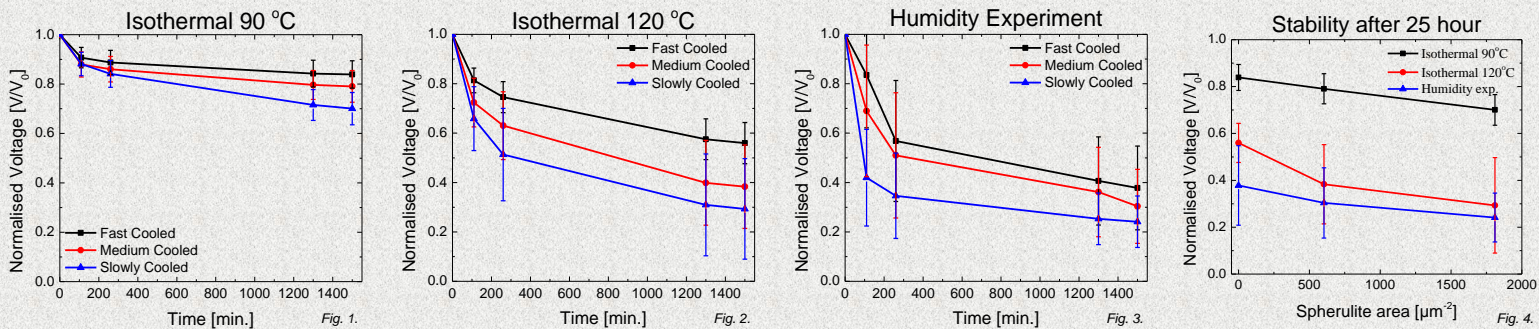 Isothermal 90 °C
Normalised Voltage [V/V0]
1.0
0.8
0.6
0.4
0.2
0.0
Fast Cooled
Medium Cooled
Slowly Cooled
0 200 400 600 800 1000 1200 1400
Time [min.]
Fig. 1.
Isothermal 120 °C
Normalised Voltage [V/V0]
1.0
0.8
0.6
0.4
0.2
0.0
Fast Cooled
Medium Cooled
Slowly Cooled
0 200 400 600 800 1000 1200 1400
Time [min.]
Fig. 2.
Humidity Experiment
Normalised Voltage [V/V0]
1.0
0.8
0.6
0.4
0.2
0.0
Fast Cooled
Medium Cooled
Slowly Cooled
0 200 400 600 800 1000 1200 1400
Time [min.]
Fig. 3.
Stability after 25 hour
Normalised Voltage [V/V0]
1.0
0.8
0.6
0.4
0.2
0.0
Isothermal 90°C
Isothermal 120°C
Humidity exp.
0 500 1000 1500 2000
Spherulite area [µm-2]
Fig. 4.